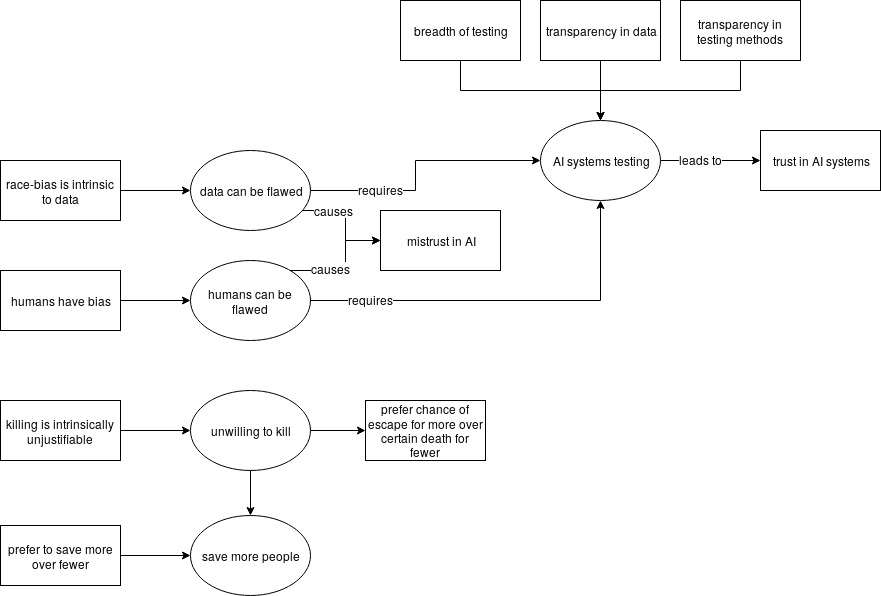 breadth of testing
transparency in data
transparency in
testing methods
race-bias is intrinsic
to data
data can be flawed
requires
AI systems testing
leads to
trust in AI systems
causes
mistrust in AI
causes
humans have bias
humans can be
flawed
requires
killing is intrinsically
unjustifiable
unwilling to kill
prefer chance of
escape for more over
certain death for
fewer
prefer to save more
over fewer
save more people